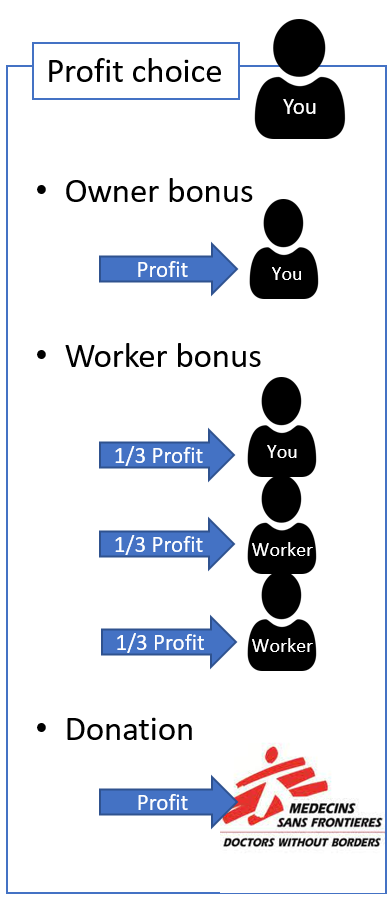 Profit choice
You
• Owner bonus
Profit
You
• Worker bonus
1/3 Profit
You
1/3 Profit
Worker
1/3 Profit
Worker
• Donation
Profit
MEDECINS
SANS FRONTIERES
DOCTORS WITHOUT BORDERS